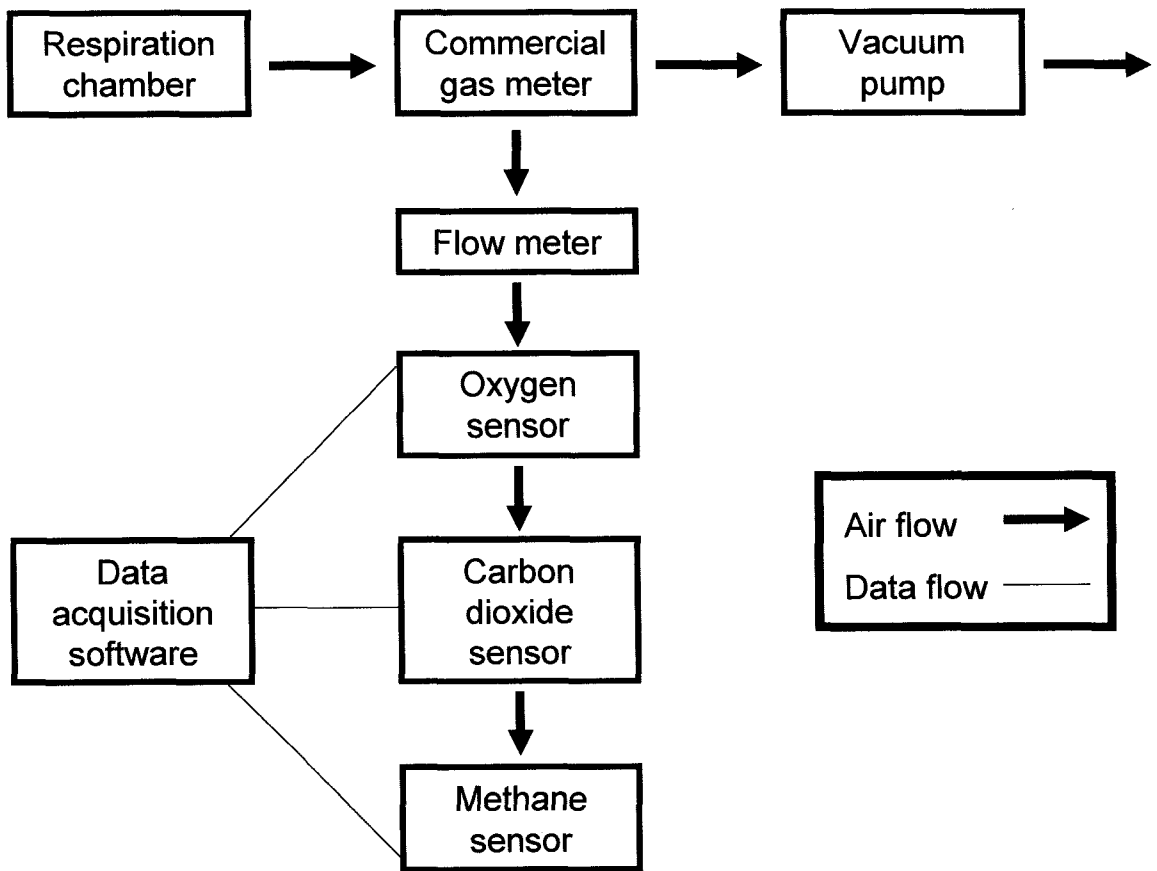 Respiration
chamber
Commercial
gas meter
Vacuum
pump
Flow meter
Oxygen
sensor
Data
acquisition
software
Carbon
dioxide
sensor
Methane
sensor
Air flow
Data flow